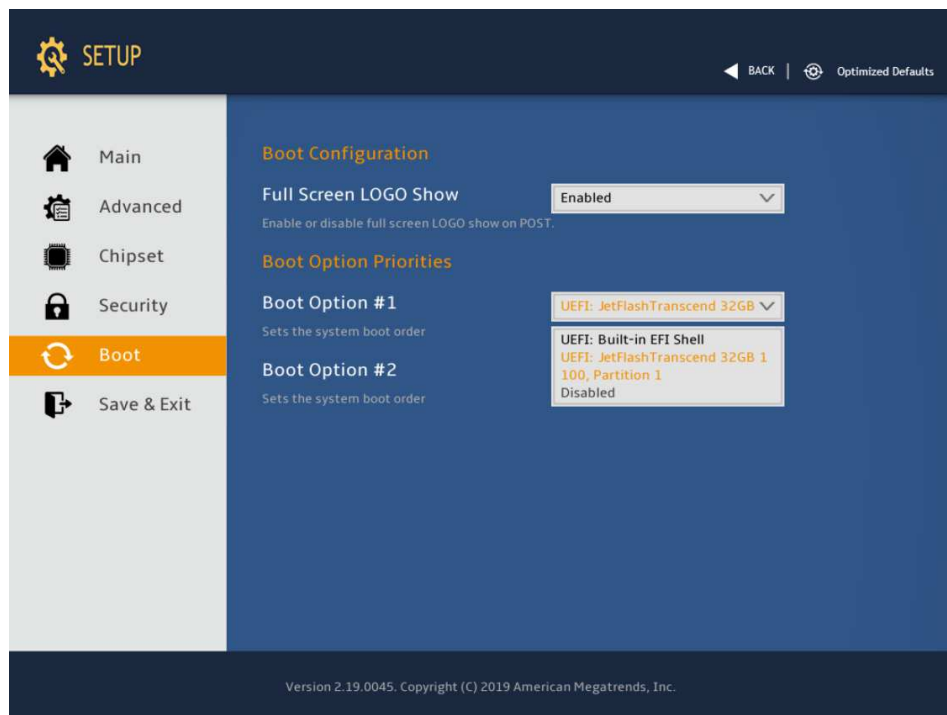 SETUP
BACK | Optimized Defaults
Main
Advanced
Chipset
Security
Boot
Save & Exit
Boot Configuration
Full Screen LOGO Show
Enabled
Enable or disable full screen LOGO show on POST.
Boot Option Priorities
Boot Option #1
UEFI: JetFlashTranscend 32GB
Sets the system boot order
UEFI: Built-in EFI Shell
UEFI: JetFlashTranscend 32GB 1
100, Partition 1
Disabled
Boot Option #2
Sets the system boot order
Version 2.19.0045. Copyright (C) 2019 American Megatrends, Inc.